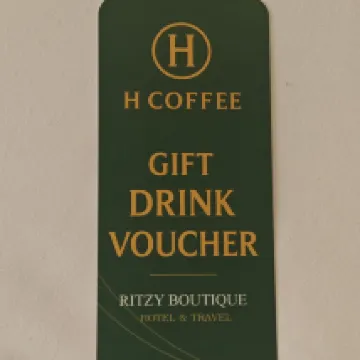 H
H COFFEE
GIFT
DRINK
VOUCHER
RITZY BOUTIQUE
HOTEL & TRAVEL